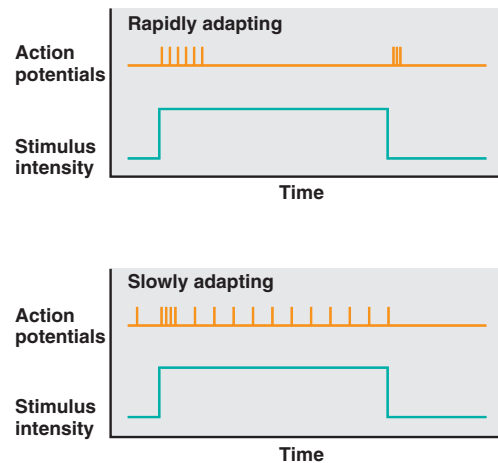 Rapidly adapting
Action
potentials
Stimulus
intensity
Time
Slowly adapting
Action
potentials
Stimulus
intensity
Time